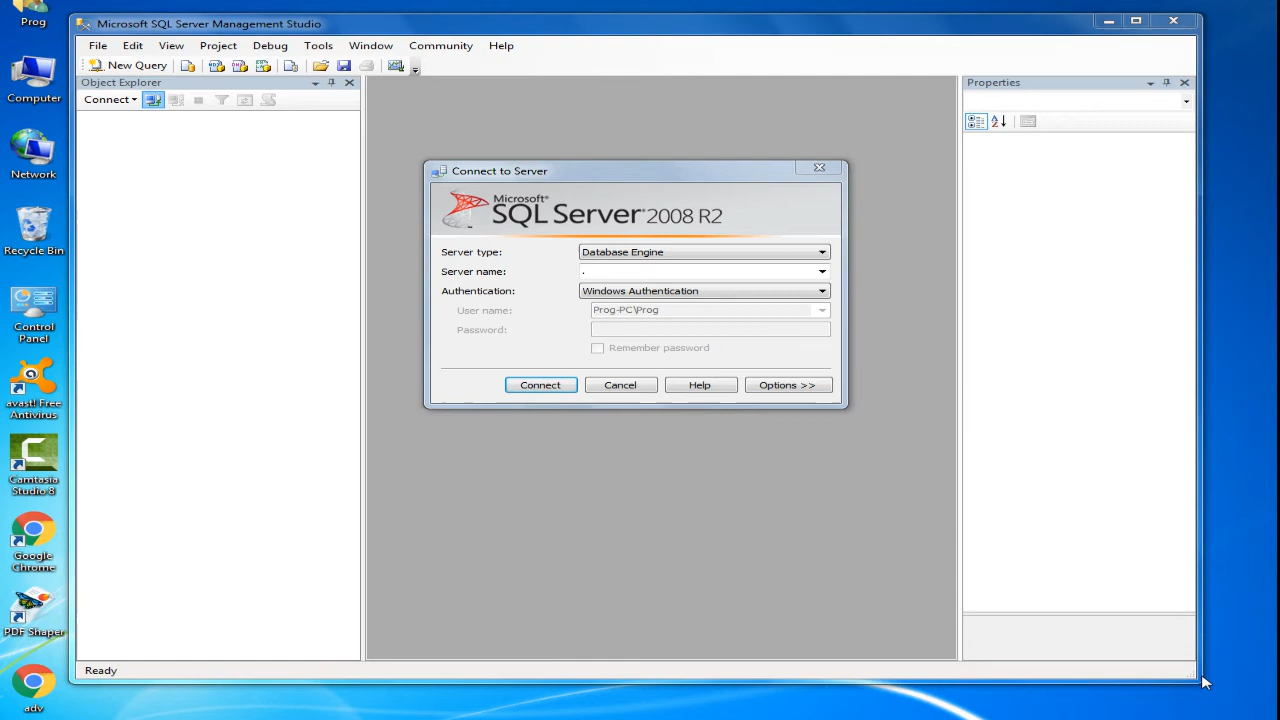 Prog
Computer
Network
Recycle Bin
Control
Panel
avast! Free
Antivirus
Camtasia
Studio 8
Google
Chrome
PDF Shaper
adv
Microsoft SQL Server Management Studio
File Edit View Project Debug Tools Window Community Help
New Query
Object Explorer
Connect
Properties
Connect to Server
Microsoft®
SQL Server® 2008 R2
Server type: Database Engine
Server name: .
Authentication: Windows Authentication
User name: Prog-PC\Prog
Password:
Remember password
Connect Cancel Help Options >>
Ready